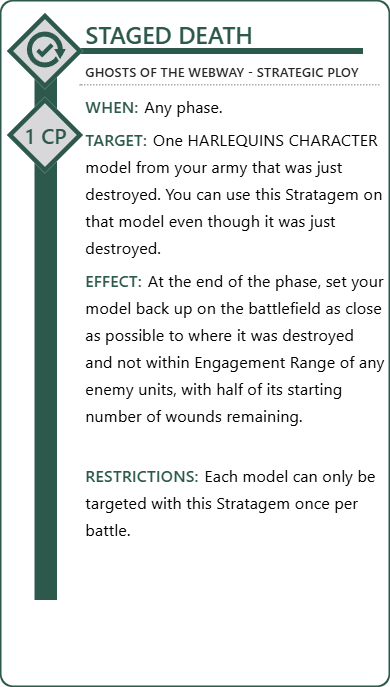 STAGED DEATH
GHOSTS OF THE WEBWAY - STRATEGIC PLOY
WHEN: Any phase.
1 CP
TARGET: One HARLEQUINS CHARACTER
model from your army that was just
destroyed. You can use this Stratagem on
that model even though it was just
destroyed.
EFFECT: At the end of the phase, set your
model back up on the battlefield as close
as possible to where it was destroyed
and not within Engagement Range of any
enemy units, with half of its starting
number of wounds remaining.
RESTRICTIONS: Each model can only be
targeted with this Stratagem once per
battle.